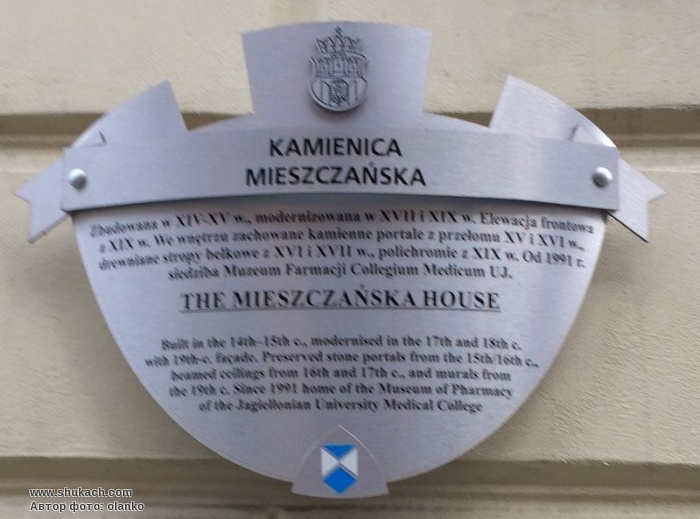 KAMIENICA
MIESZCZAŃSKA
Zbudowana w XIV-XV w., modernizowana w XVII i XIX w. Elewacja frontowa
z XIX w. We wnętrzu zachowane kamienne portale z przełomu XV i XVI w.,
drewniane stropy belkowe z XVI i XVII w., polichromie z XIX w. Od 1991 r.
siedziba Muzeum Farmacji Collegium Medicum UJ.
THE MIESZCZAŃSKA HOUSE
Built in the 14th–15th c., modernised in the 17th and 18th c.
with 19th-c. façade. Preserved stone portals from the 15th/16th c.,
beamed ceilings from 16th and 17th c., and murals from
the 19th c. Since 1991 home of the Museum of Pharmacy
of the Jagiellonian University Medical College
www.shukach.com
Автор фото: olanko